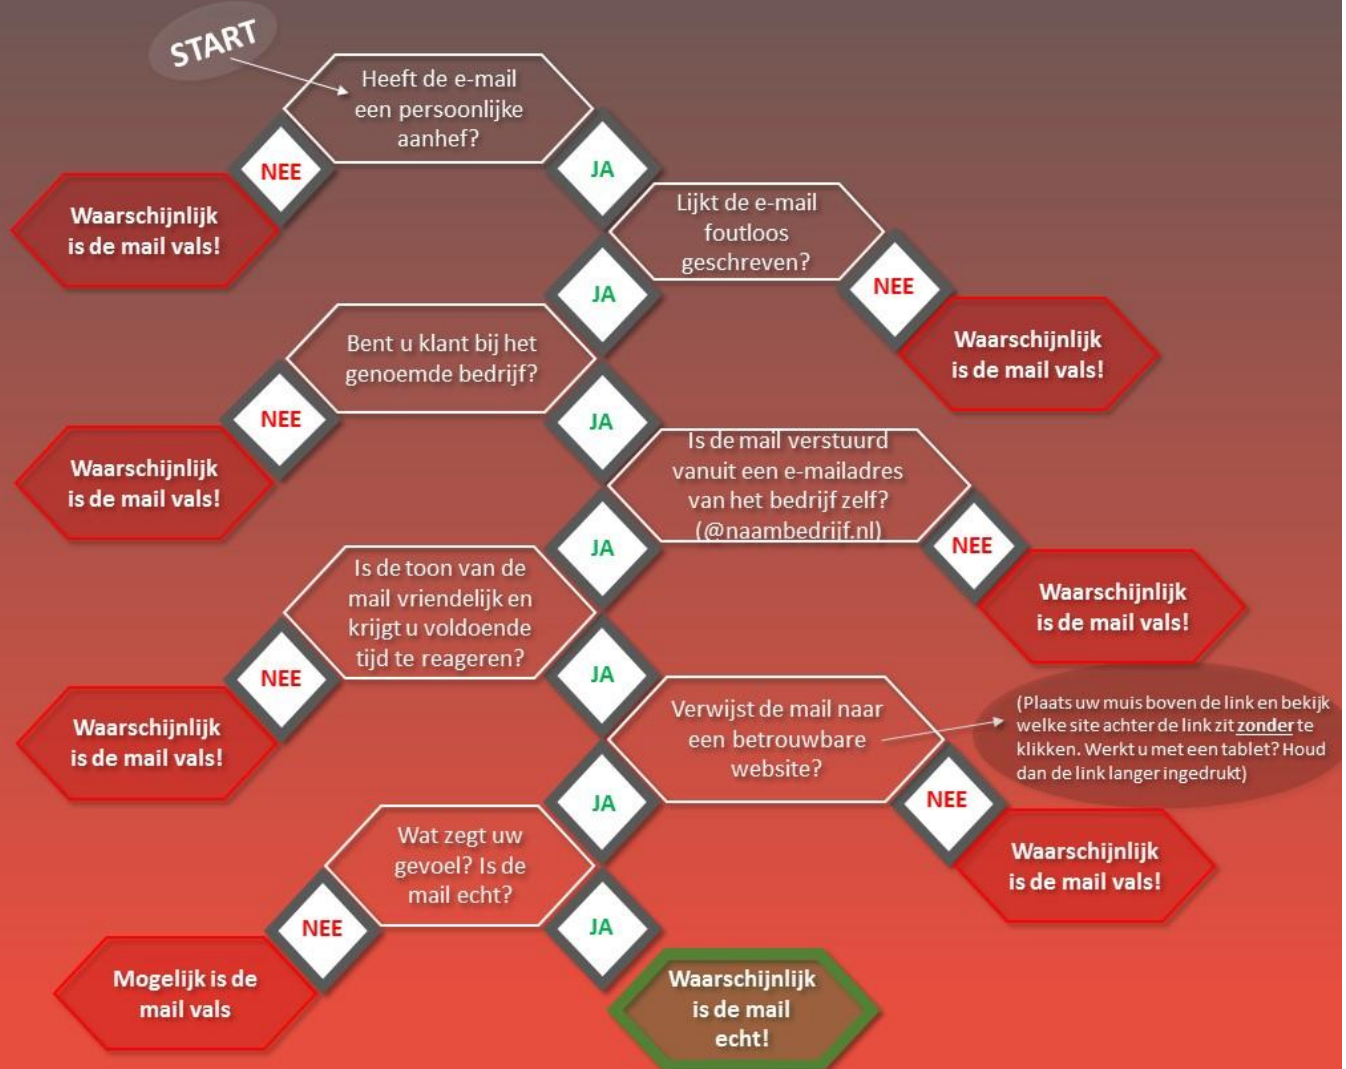 START
Heeft de e-mail
een persoonlijke
aanhef?
NEE
JA
Waarschijnlijk
is de mail vals!
Lijkt de e-mail
foutloos
geschreven?
JA
NEE
Waarschijnlijk
is de mail vals!
Bent u klant bij het
genoemde bedrijf?
NEE
JA
Waarschijnlijk
is de mail vals!
Is de mail verstuurd
vanuit een e-mailadres
van het bedrijf zelf?
(@naambedrijf.nl)
JA
NEE
Waarschijnlijk
is de mail vals!
Is de toon van de
mail vriendelijk en
krijgt u voldoende
tijd te reageren?
NEE
JA
Waarschijnlijk
is de mail vals!
Verwijst de mail naar
een betrouwbare
website?
(Plaats uw muis boven de link en bekijk
welke site achter de link zit zonder te
klikken. Werkt u met een tablet? Houd
dan de link langer ingedrukt)
JA
NEE
Waarschijnlijk
is de mail vals!
Wat zegt uw
gevoel? Is de
mail echt?
NEE
JA
Mogelijk is de
mail vals
Waarschijnlijk
is de mail
echt!